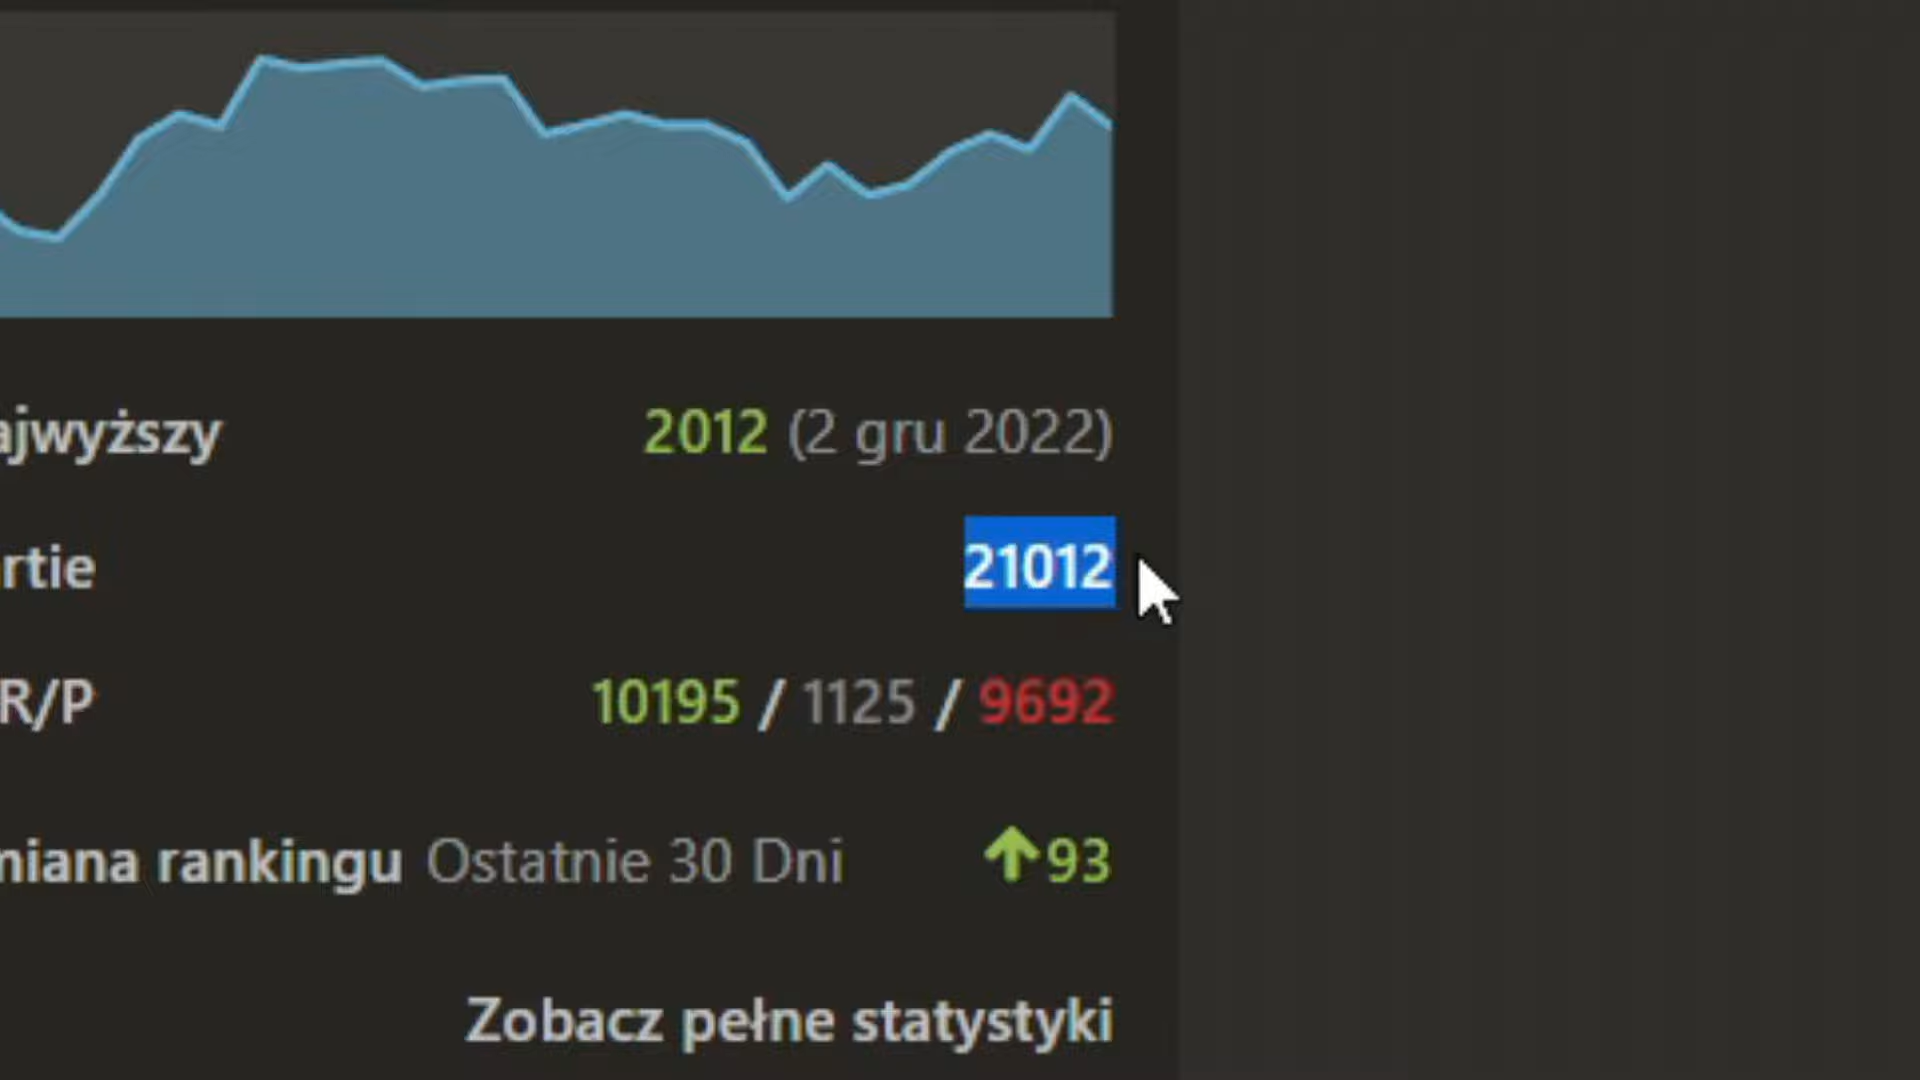 ajwyższy 2012 (2 gru 2022)
rtie 21012
R/P 10195 / 1125 / 9692
miana rankingu Ostatnie 30 Dni 93
Zobacz pełne statystyki